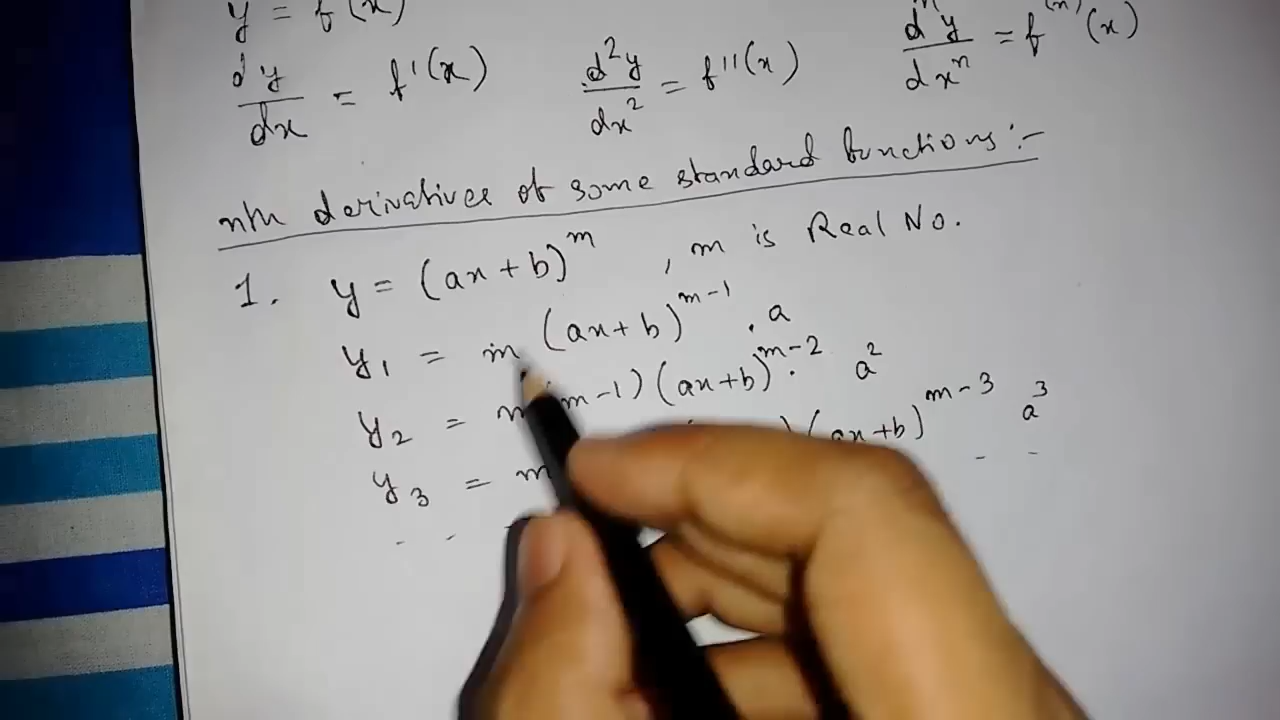 y = f(x)
dy/dx = f'(x) d²y/dx² = f''(x) dⁿy/dxⁿ = f⁽ⁿ⁾(x)
nth derivatives of some standard functions :-
1. y = (ax+b)^m , m is Real No.
y₁ = m (ax+b)^(m-1) . a
y₂ = m(m-1)(ax+b)^(m-2) . a²
y₃ = m )(ax+b)^(m-3) a³
- - - -